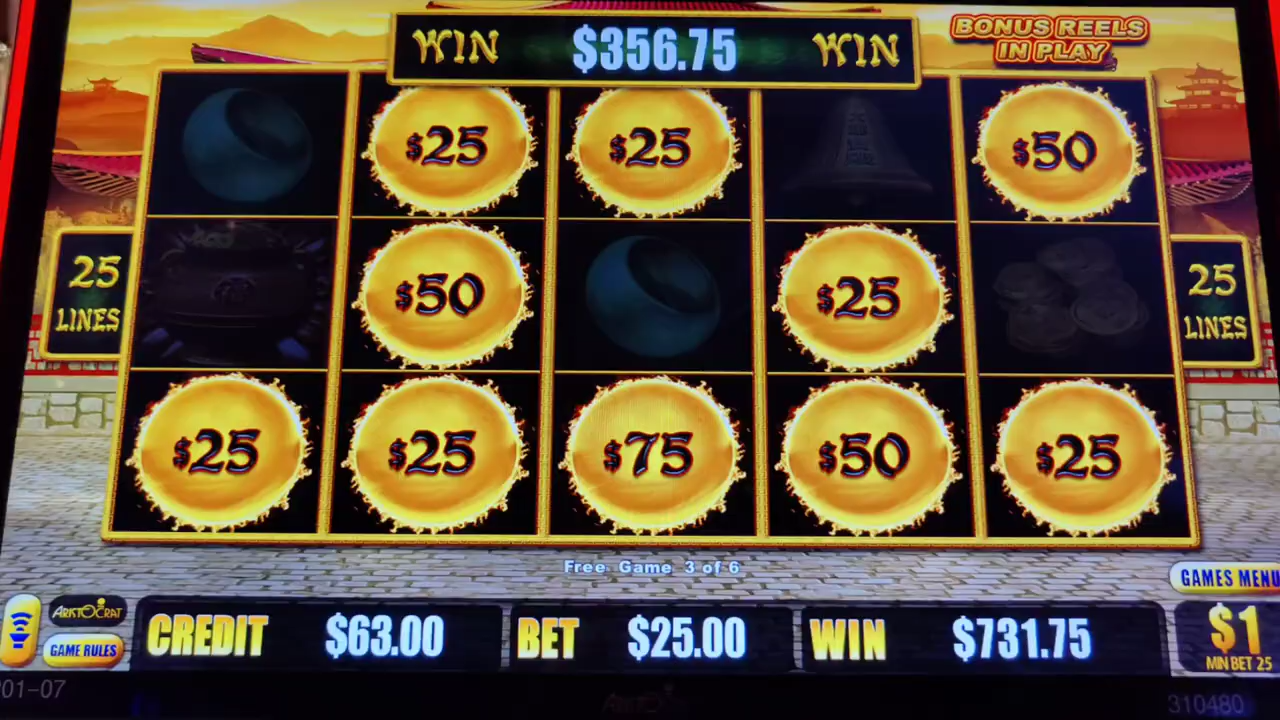 WIN $356.75 WIN
BONUS REELS
IN PLAY
$25 $25 $50
$50 $25
25
LINES
25
LINES
$25 $25 $75 $50 $25
Free Game 3 of 6
GAMES MENU
ARISTOCRAT
GAME RULES
CREDIT $63.00 BET $25.00 WIN $731.75
$1
MIN BET 25
01-07
310480